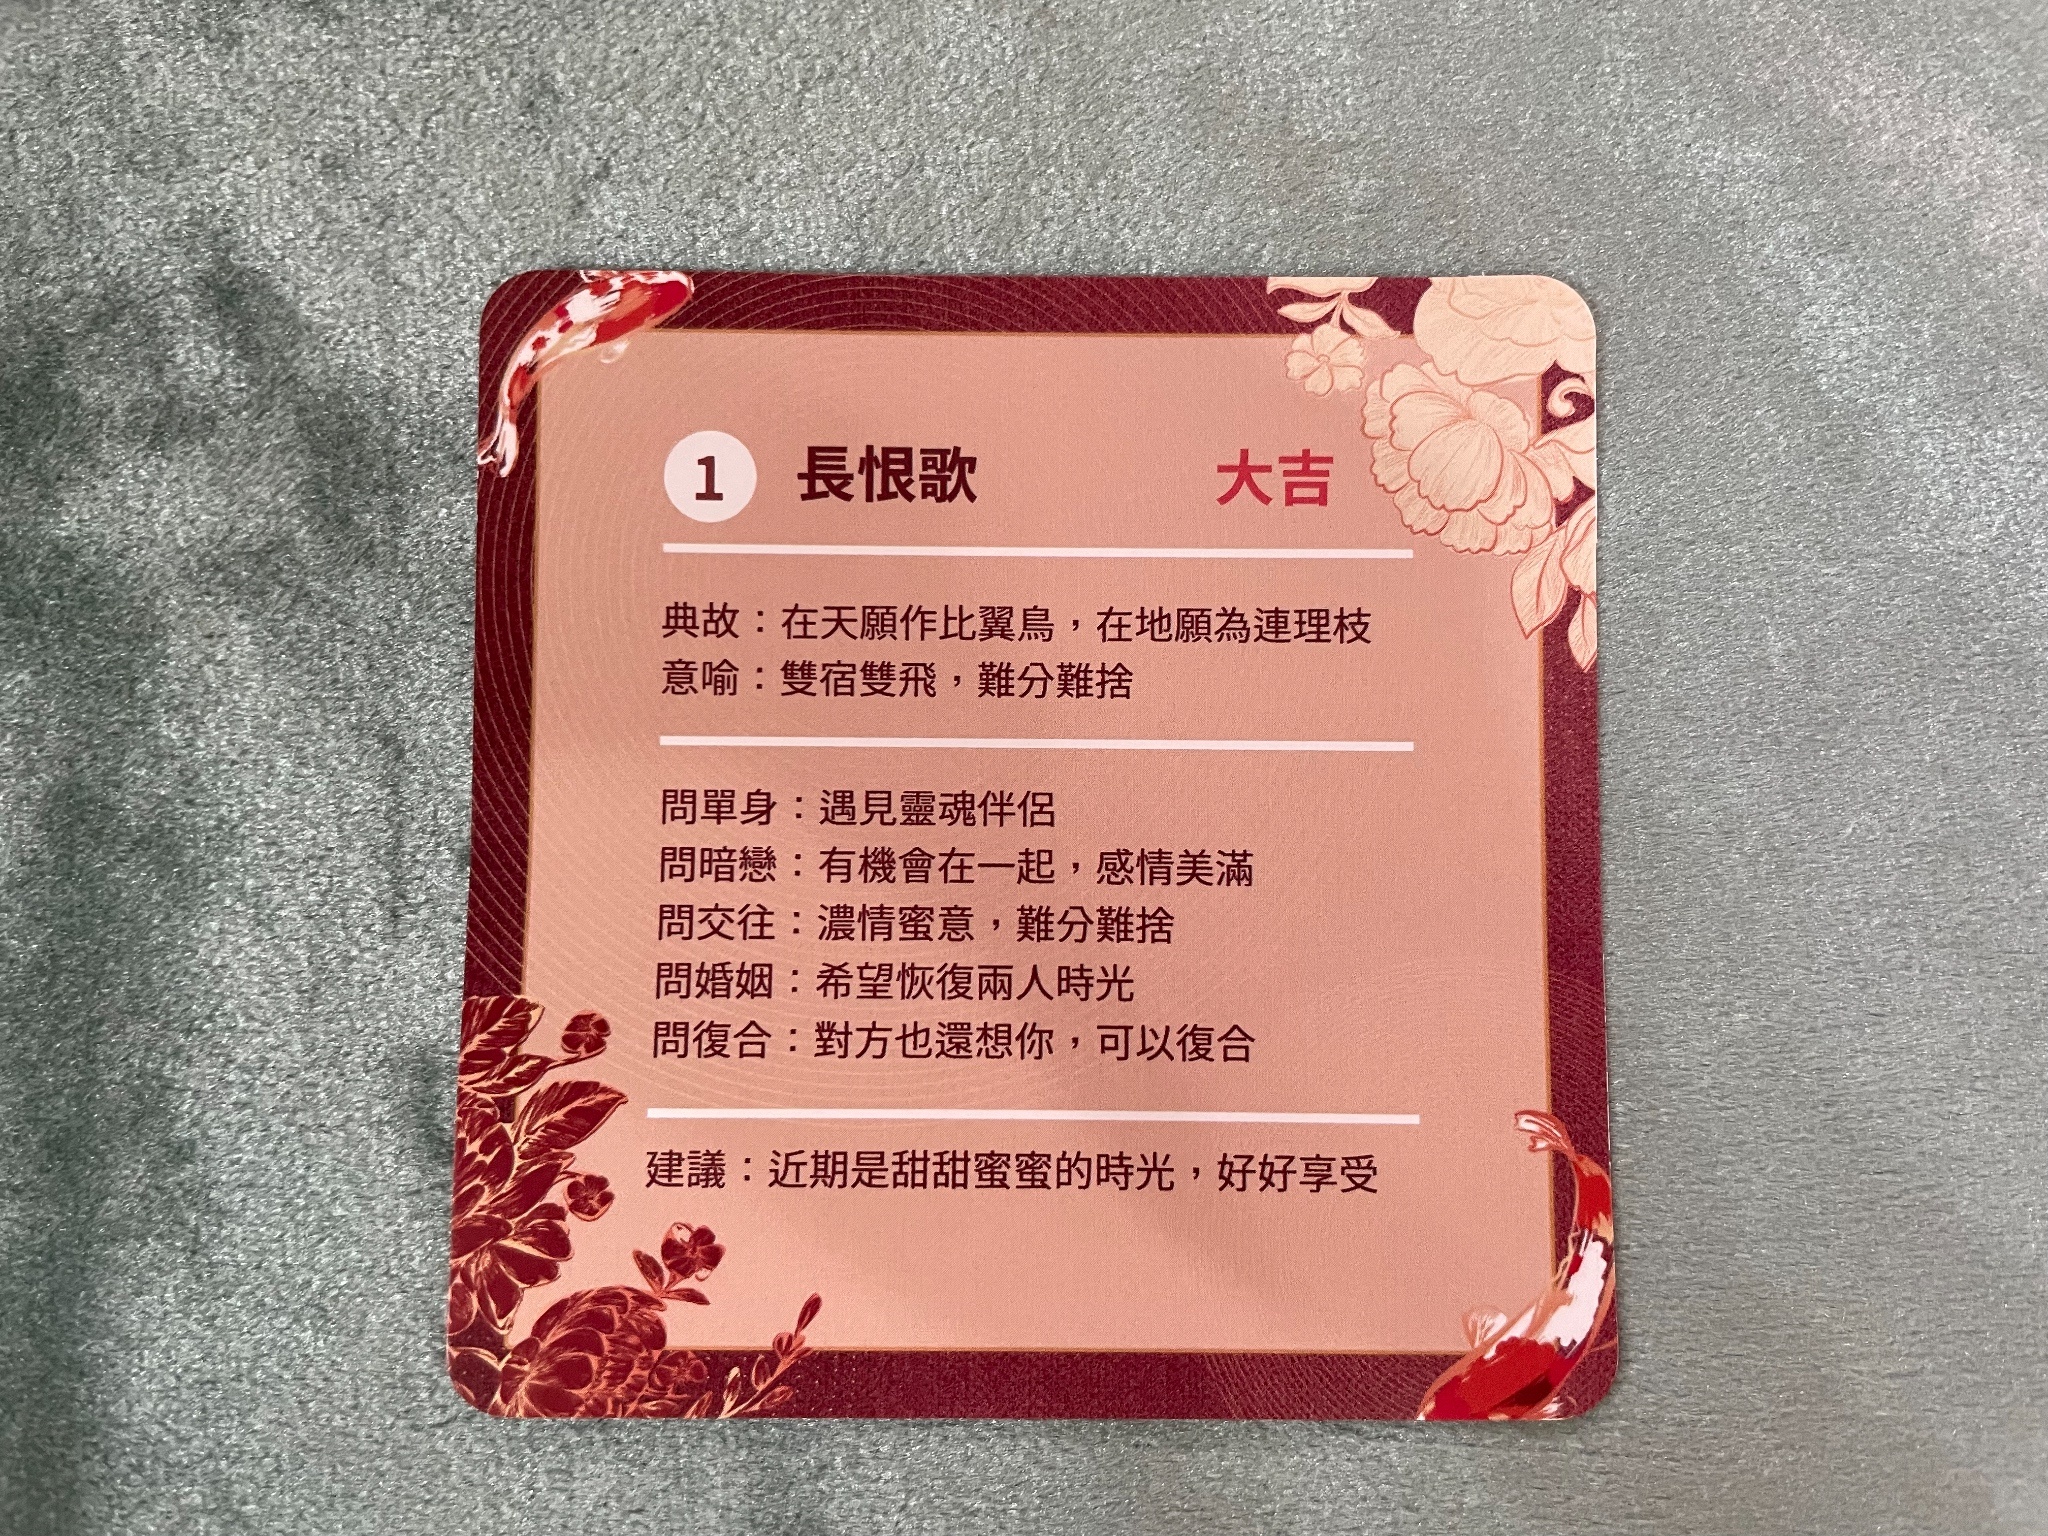 1 長恨歌 大吉
典故：在天願作比翼鳥，在地願為連理枝
意喻：雙宿雙飛，難分難捨
問單身：遇見靈魂伴侶
問暗戀：有機會在一起，感情美滿
問交往：濃情蜜意，難分難捨
問婚姻：希望恢復兩人時光
問復合：對方也還想你，可以復合
建議：近期是甜甜蜜蜜的時光，好好享受